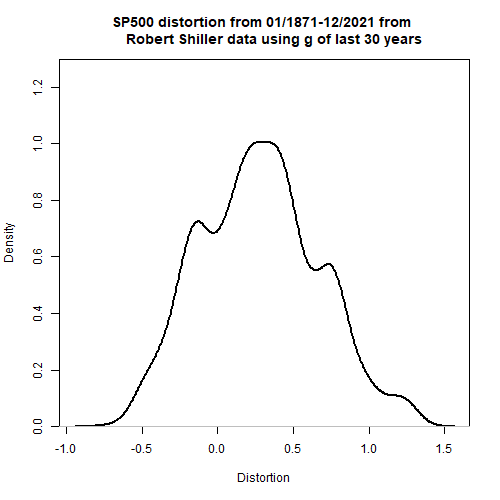 SP500 distortion from 01/1871-12/2021 from
Robert Shiller data using g of last 30 years
Density
0.0 0.2 0.4 0.6 0.8 1.0 1.2
-1.0 -0.5 0.0 0.5 1.0 1.5
Distortion